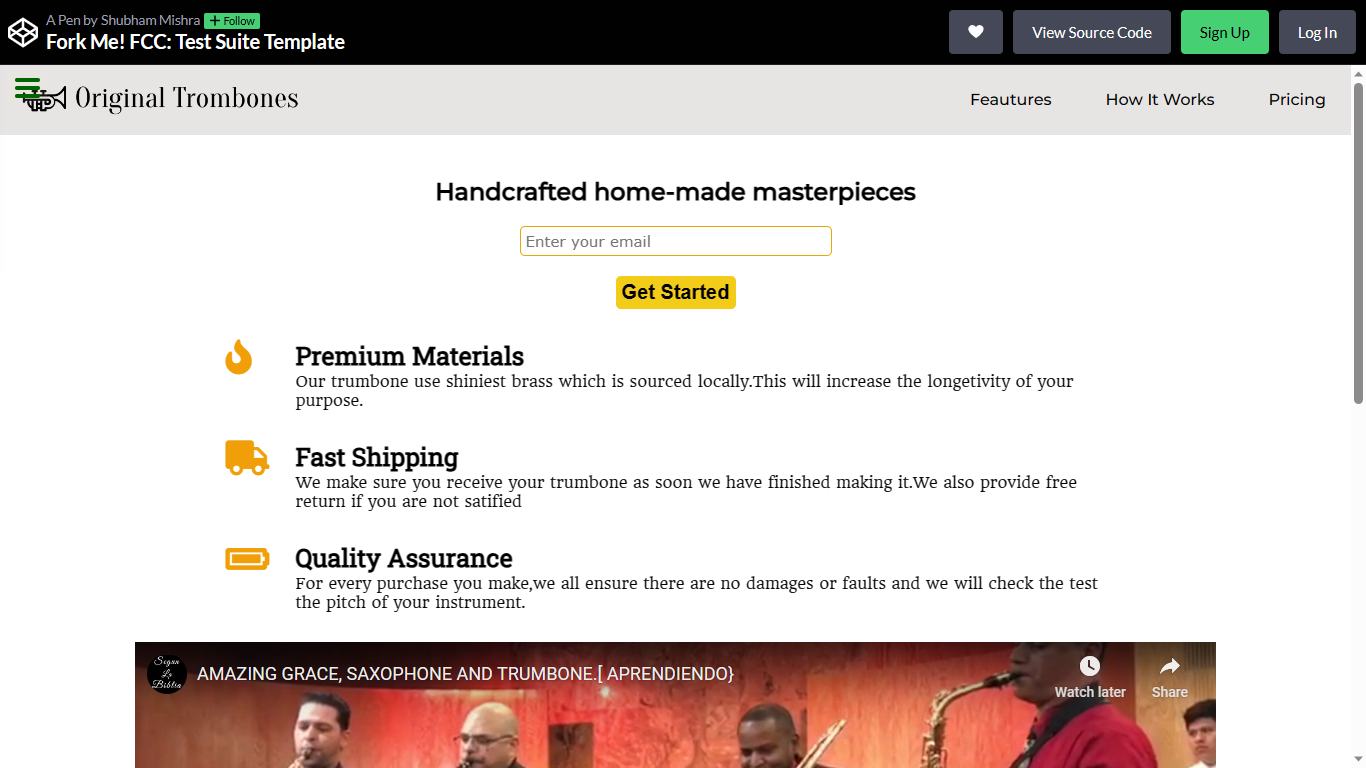 A Pen by Shubham Mishra + Follow
Fork Me! FCC: Test Suite Template
View Source Code
Sign Up
Log In
Original Trombones
Feautures
How It Works
Pricing
Handcrafted home-made masterpieces
Enter your email
Get Started
Premium Materials
Our trumbone use shiniest brass which is sourced locally.This will increase the longetivity of your
purpose.
Fast Shipping
We make sure you receive your trumbone as soon we have finished making it.We also provide free
return if you are not satified
Quality Assurance
For every purchase you make,we all ensure there are no damages or faults and we will check the test
the pitch of your instrument.
Segun
La
Biblia
AMAZING GRACE, SAXOPHONE AND TRUMBONE.[ APRENDIENDO}
Watch later
Share